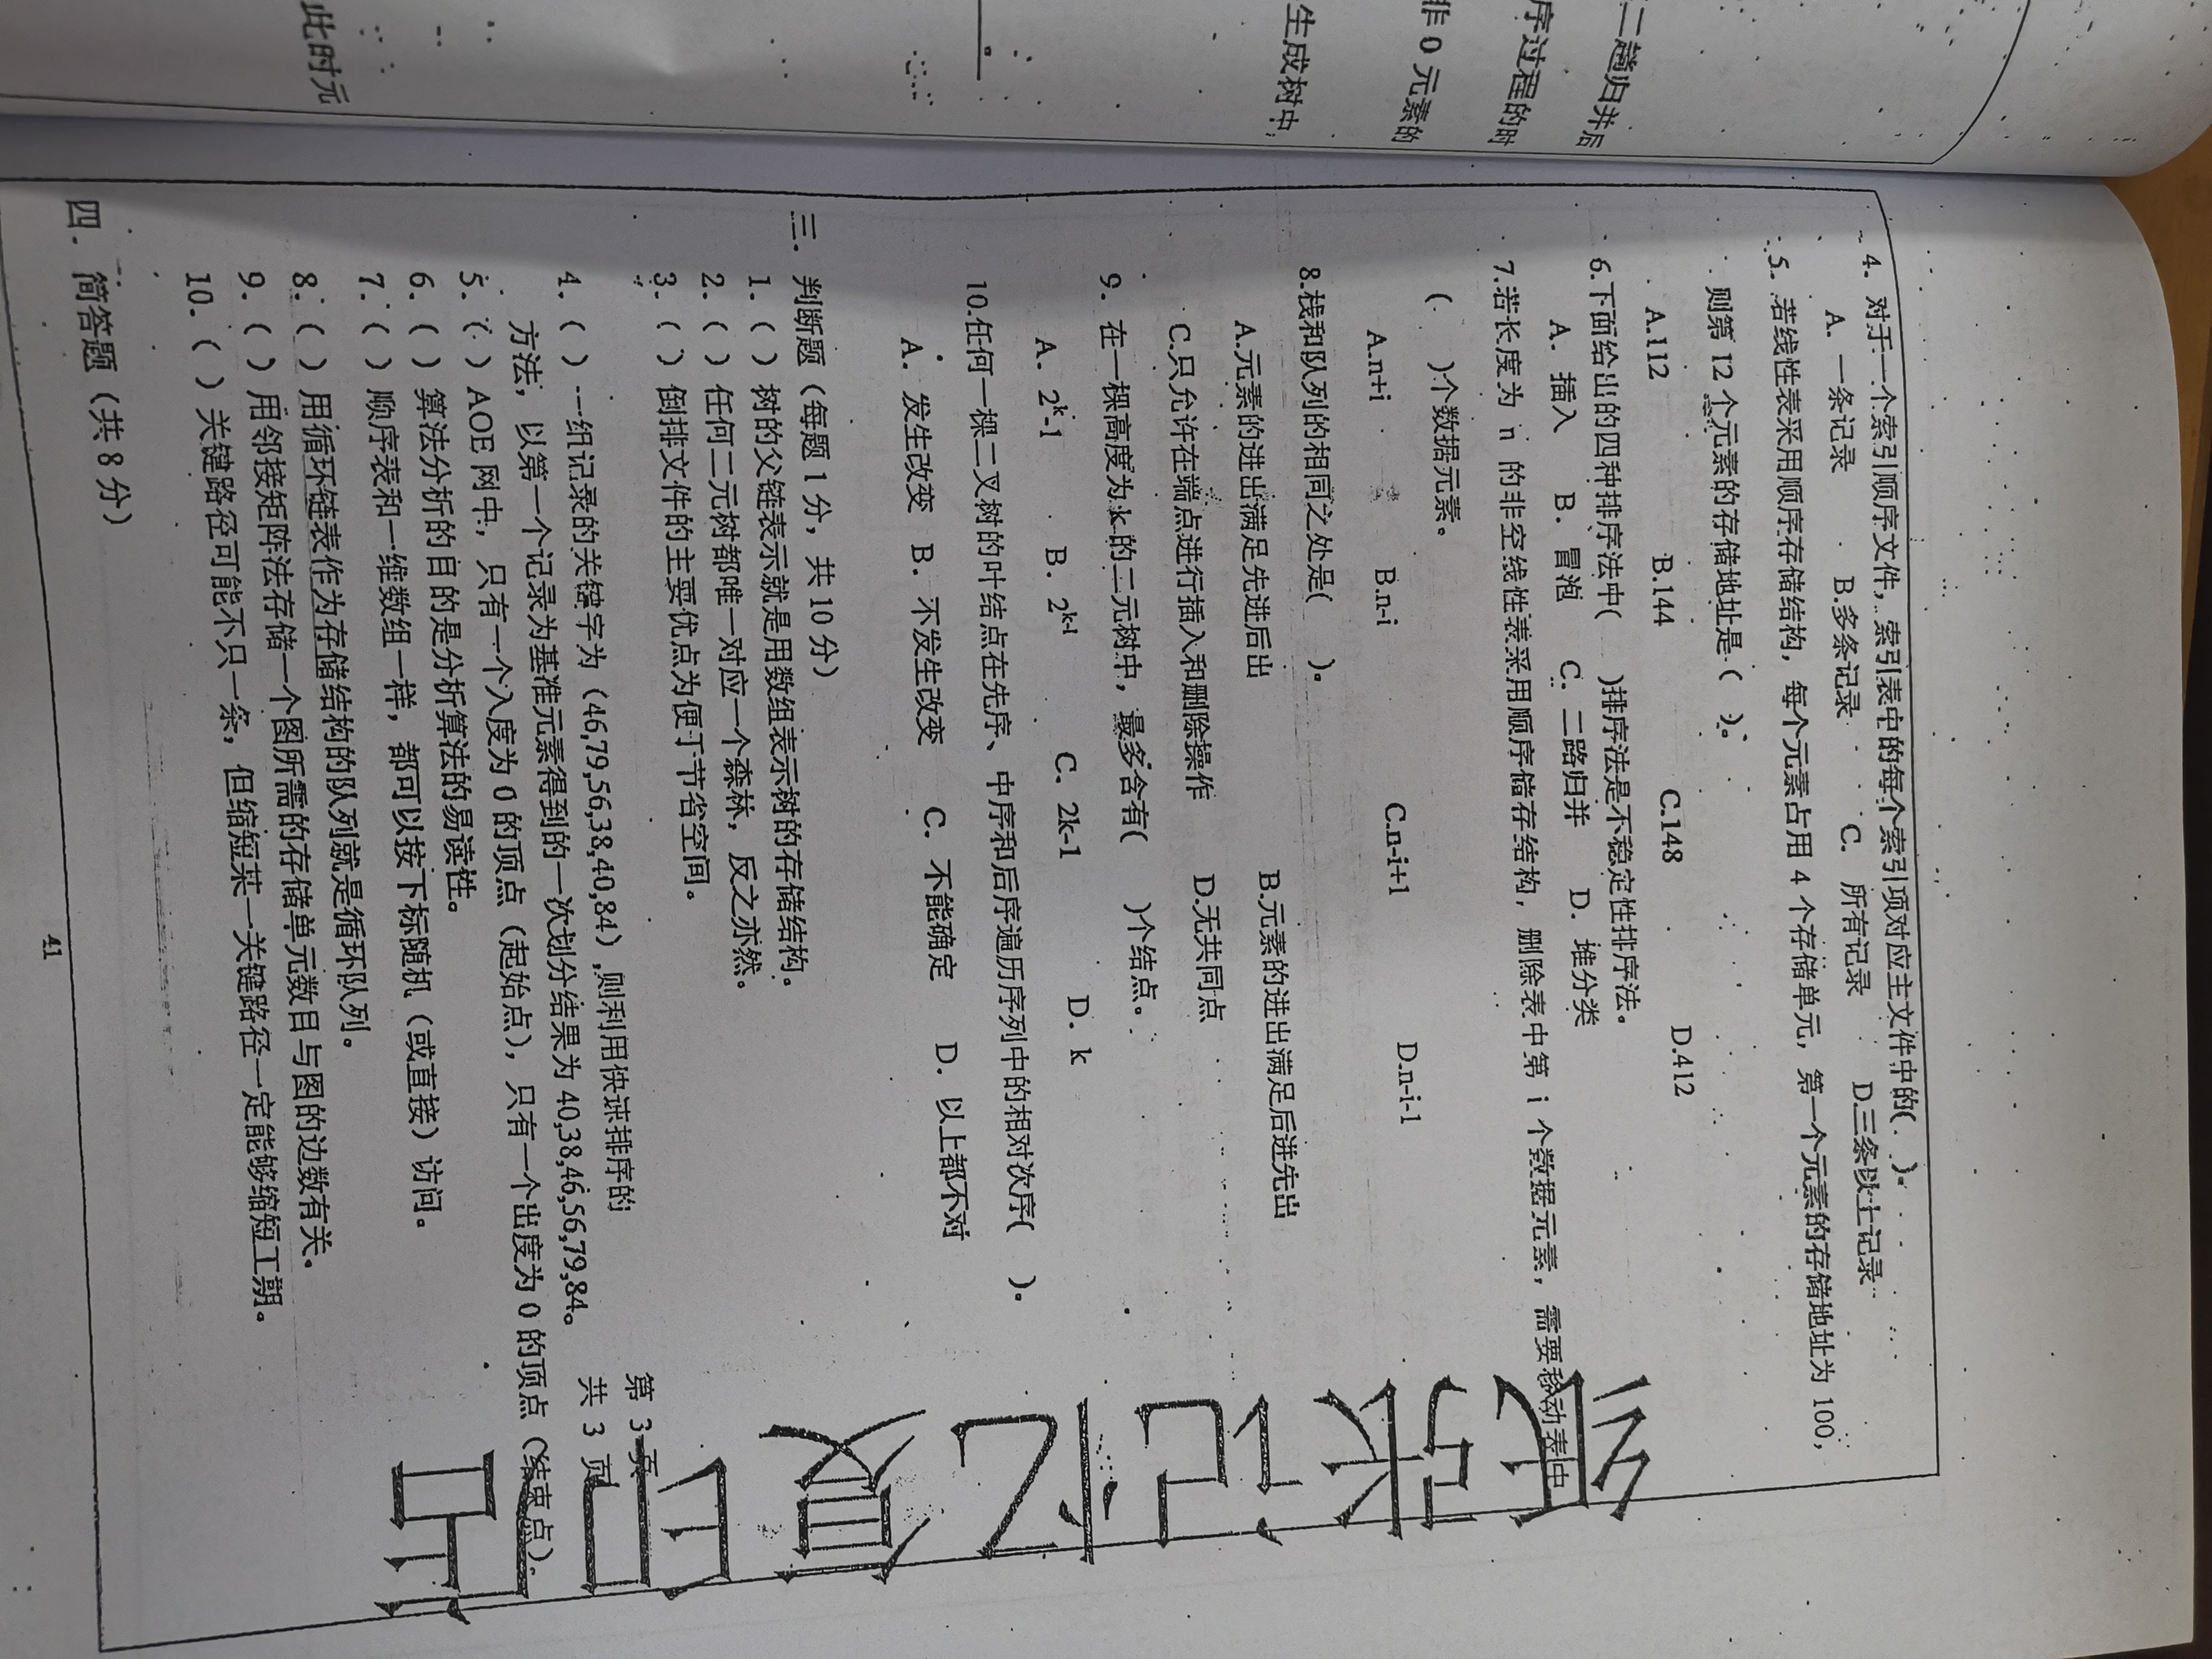 此时元
生成树中,
非 0 元素的
序过程的时
二趟归并后
4. 对于一个索引顺序文件，索引表中的每个索引项对应主文件中的( )。
A. 一条记录 B.多条记录 C. 所有记录 D.三条以上记录
5. 若线性表采用顺序存储结构，每个元素占用 4 个存储单元，第一个元素的存储地址为 100，
则第 12 个元素的存储地址是( )。
A.112 B.144 C.148 D.412
6.下面给出的四种排序法中( )排序法是不稳定性排序法。
A. 插入 B. 冒泡 C. 二路归并 D. 堆分类
7.若长度为 n 的非空线性表采用顺序储存结构，删除表中第 i 个数据元素，需要移动表中
( )个数据元素。
A.n+i B.n-i C.n-i+1 D.n-i-1
8.栈和队列的相同之处是( )。
A.元素的进出满足先进后出 B.元素的进出满足后进先出
C.只允许在端点进行插入和删除操作 D.无共同点
9. 在一棵高度为 k 的二元树中，最多含有( )个结点。
A. 2^k-1 B. 2^{k-1} C. 2k-1 D. k
10.任何一棵二叉树的叶结点在先序、中序和后序遍历序列中的相对次序( )。
A. 发生改变 B. 不发生改变 C. 不能确定 D. 以上都不对
三. 判断题（每题 1 分，共 10 分）
1. ( ) 树的父链表示就是用数组表示树的存储结构。
2. ( ) 任何二元树都唯一对应一个森林，反之亦然。
3. ( ) 倒排文件的主要优点为便于节省空间。
第 3 页
共 3 页
4. ( ) 一组记录的关键字为（46,79,56,38,40,84）,则利用快速排序的
方法，以第一个记录为基准元素得到的一次划分结果为 40,38,46,56,79,84。
5. ( ) AOE 网中，只有一个入度为 0 的顶点（起始点），只有一个出度为 0 的顶点（结束点）.
6. ( ) 算法分析的目的是分析算法的易读性。
7. ( ) 顺序表和一维数组一样，都可以按下标随机（或直接）访问。
8. ( ) 用循环链表作为存储结构的队列就是循环队列。
9. ( ) 用邻接矩阵法存储一个图所需的存储单元数目与图的边数有关。
10. ( ) 关键路径可能不只一条，但缩短某一关键路径一定能够缩短工期。
四. 简答题（共 8 分）
41